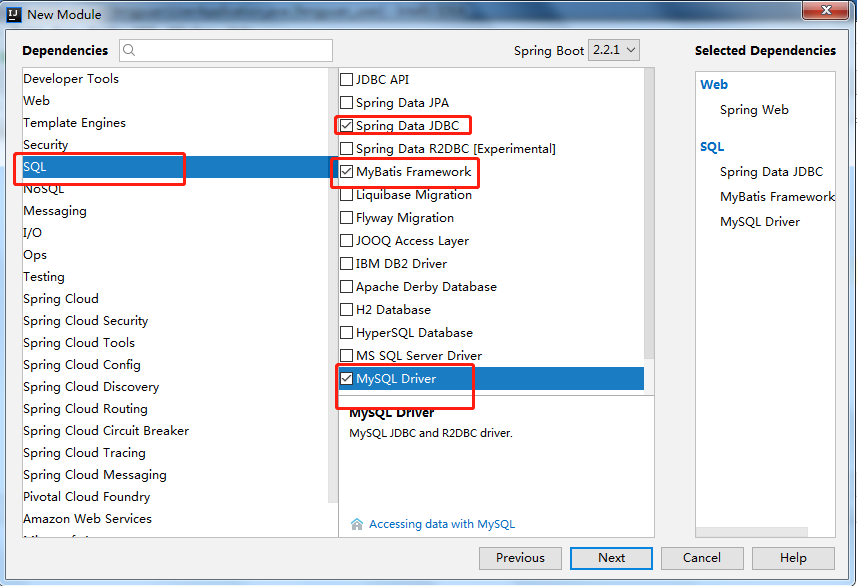 New Module
Dependencies
Spring Boot 2.2.1
Selected Dependencies
Developer Tools
Web
Template Engines
Security
SQL
NoSQL
Messaging
I/O
Ops
Testing
Spring Cloud
Spring Cloud Security
Spring Cloud Tools
Spring Cloud Config
Spring Cloud Discovery
Spring Cloud Routing
Spring Cloud Circuit Breaker
Spring Cloud Tracing
Spring Cloud Messaging
Pivotal Cloud Foundry
Amazon Web Services
JDBC API
Spring Data JPA
Spring Data JDBC
Spring Data R2DBC [Experimental]
MyBatis Framework
Liquibase Migration
Flyway Migration
JOOQ Access Layer
IBM DB2 Driver
Apache Derby Database
H2 Database
HyperSQL Database
MS SQL Server Driver
MySQL Driver
MySQL Driver
MySQL JDBC and R2DBC driver.
Accessing data with MySQL
Web
Spring Web
SQL
Spring Data JDBC
MyBatis Framework
MySQL Driver
Previous
Next
Cancel
Help